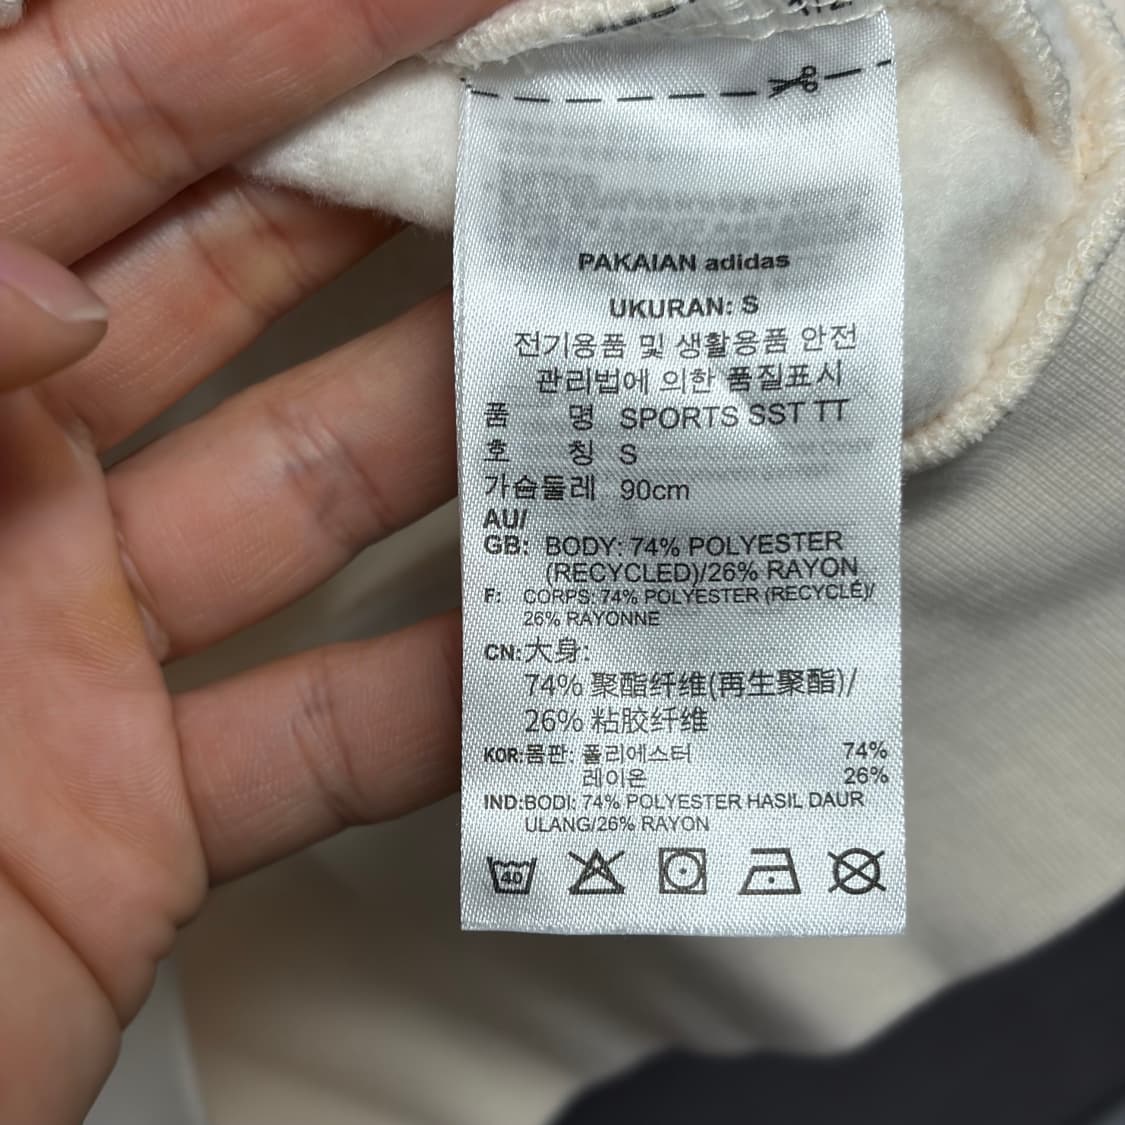 PAKAIAN adidas
UKURAN: S
전기용품 및 생활용품 안전
관리법에 의한 품질표시
품 명 SPORTS SST TT
호 칭 S
가슴둘레 90cm
AU/
GB: BODY: 74% POLYESTER
(RECYCLED)/26% RAYON
F: CORPS: 74% POLYESTER (RECYCLÉ)/
26% RAYONNE
CN:大身:
74% 聚酯纤维(再生聚酯)/
26% 粘胶纤维
KOR:몸판: 폴리에스터 74%
레이온 26%
IND:BODI: 74% POLYESTER HASIL DAUR
ULANG/26% RAYON
40